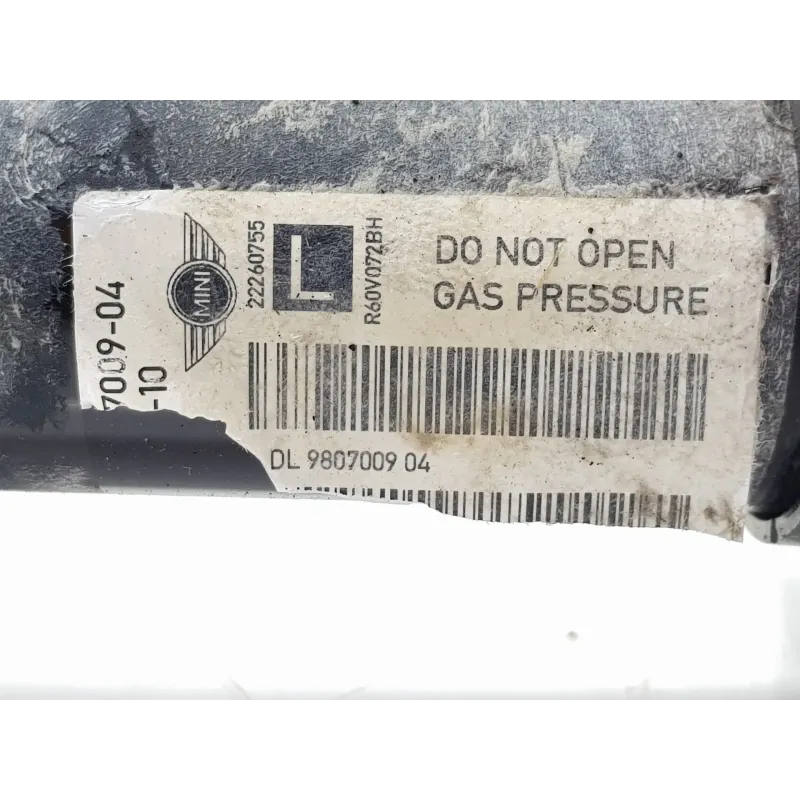 7009-04
-10
MINI
22260755
L
R60V072BH
DO NOT OPEN
GAS PRESSURE
DL 9807009 04